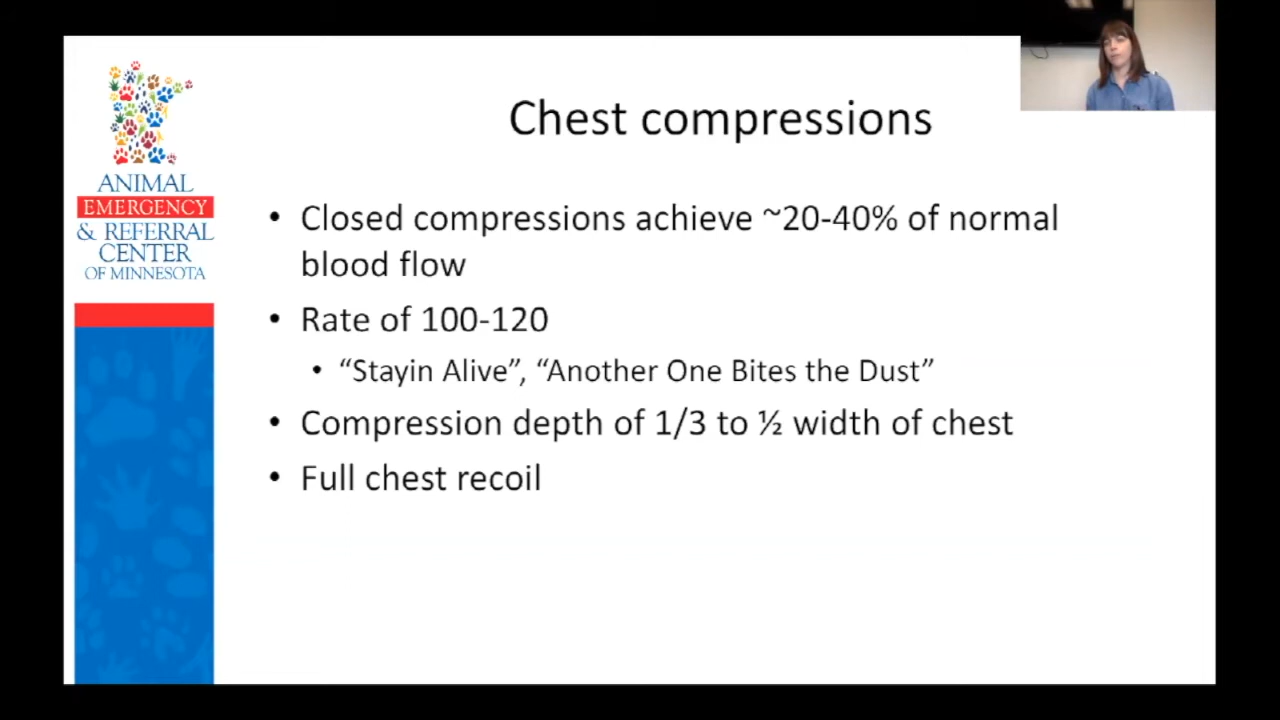 Chest compressions
ANIMAL
EMERGENCY
& REFERRAL
CENTER
OF MINNESOTA
• Closed compressions achieve ~20-40% of normal
blood flow
• Rate of 100-120
• “Stayin Alive”, “Another One Bites the Dust”
• Compression depth of 1/3 to ½ width of chest
• Full chest recoil